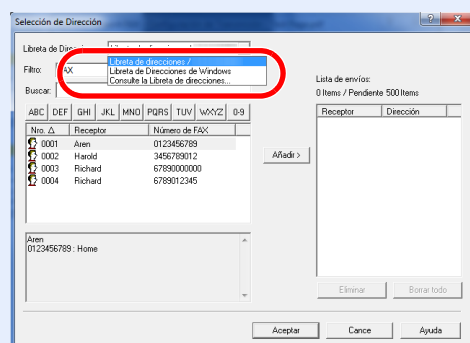 Selección de Dirección
Libreta de
Libreta de direcciones /
Filtro:
Libreta de Direcciones de Windows
Consulte la Libreta de direcciones...
Buscar:
Lista de envíos:
0 Items / Pendiente 500 Items
ABC DEF GHI JKL MNO PQRS TUV WXYZ 0-9
Receptor Dirección
Nro. △ Receptor Número de FAX
0001 Aren 0123456789
0002 Harold 3456789012
0003 Richard 67890000000
0004 Richard 6789012345
Añadir >
Aren
0123456789 : Home
Eliminar Borrar todo
Aceptar Cance Ayuda